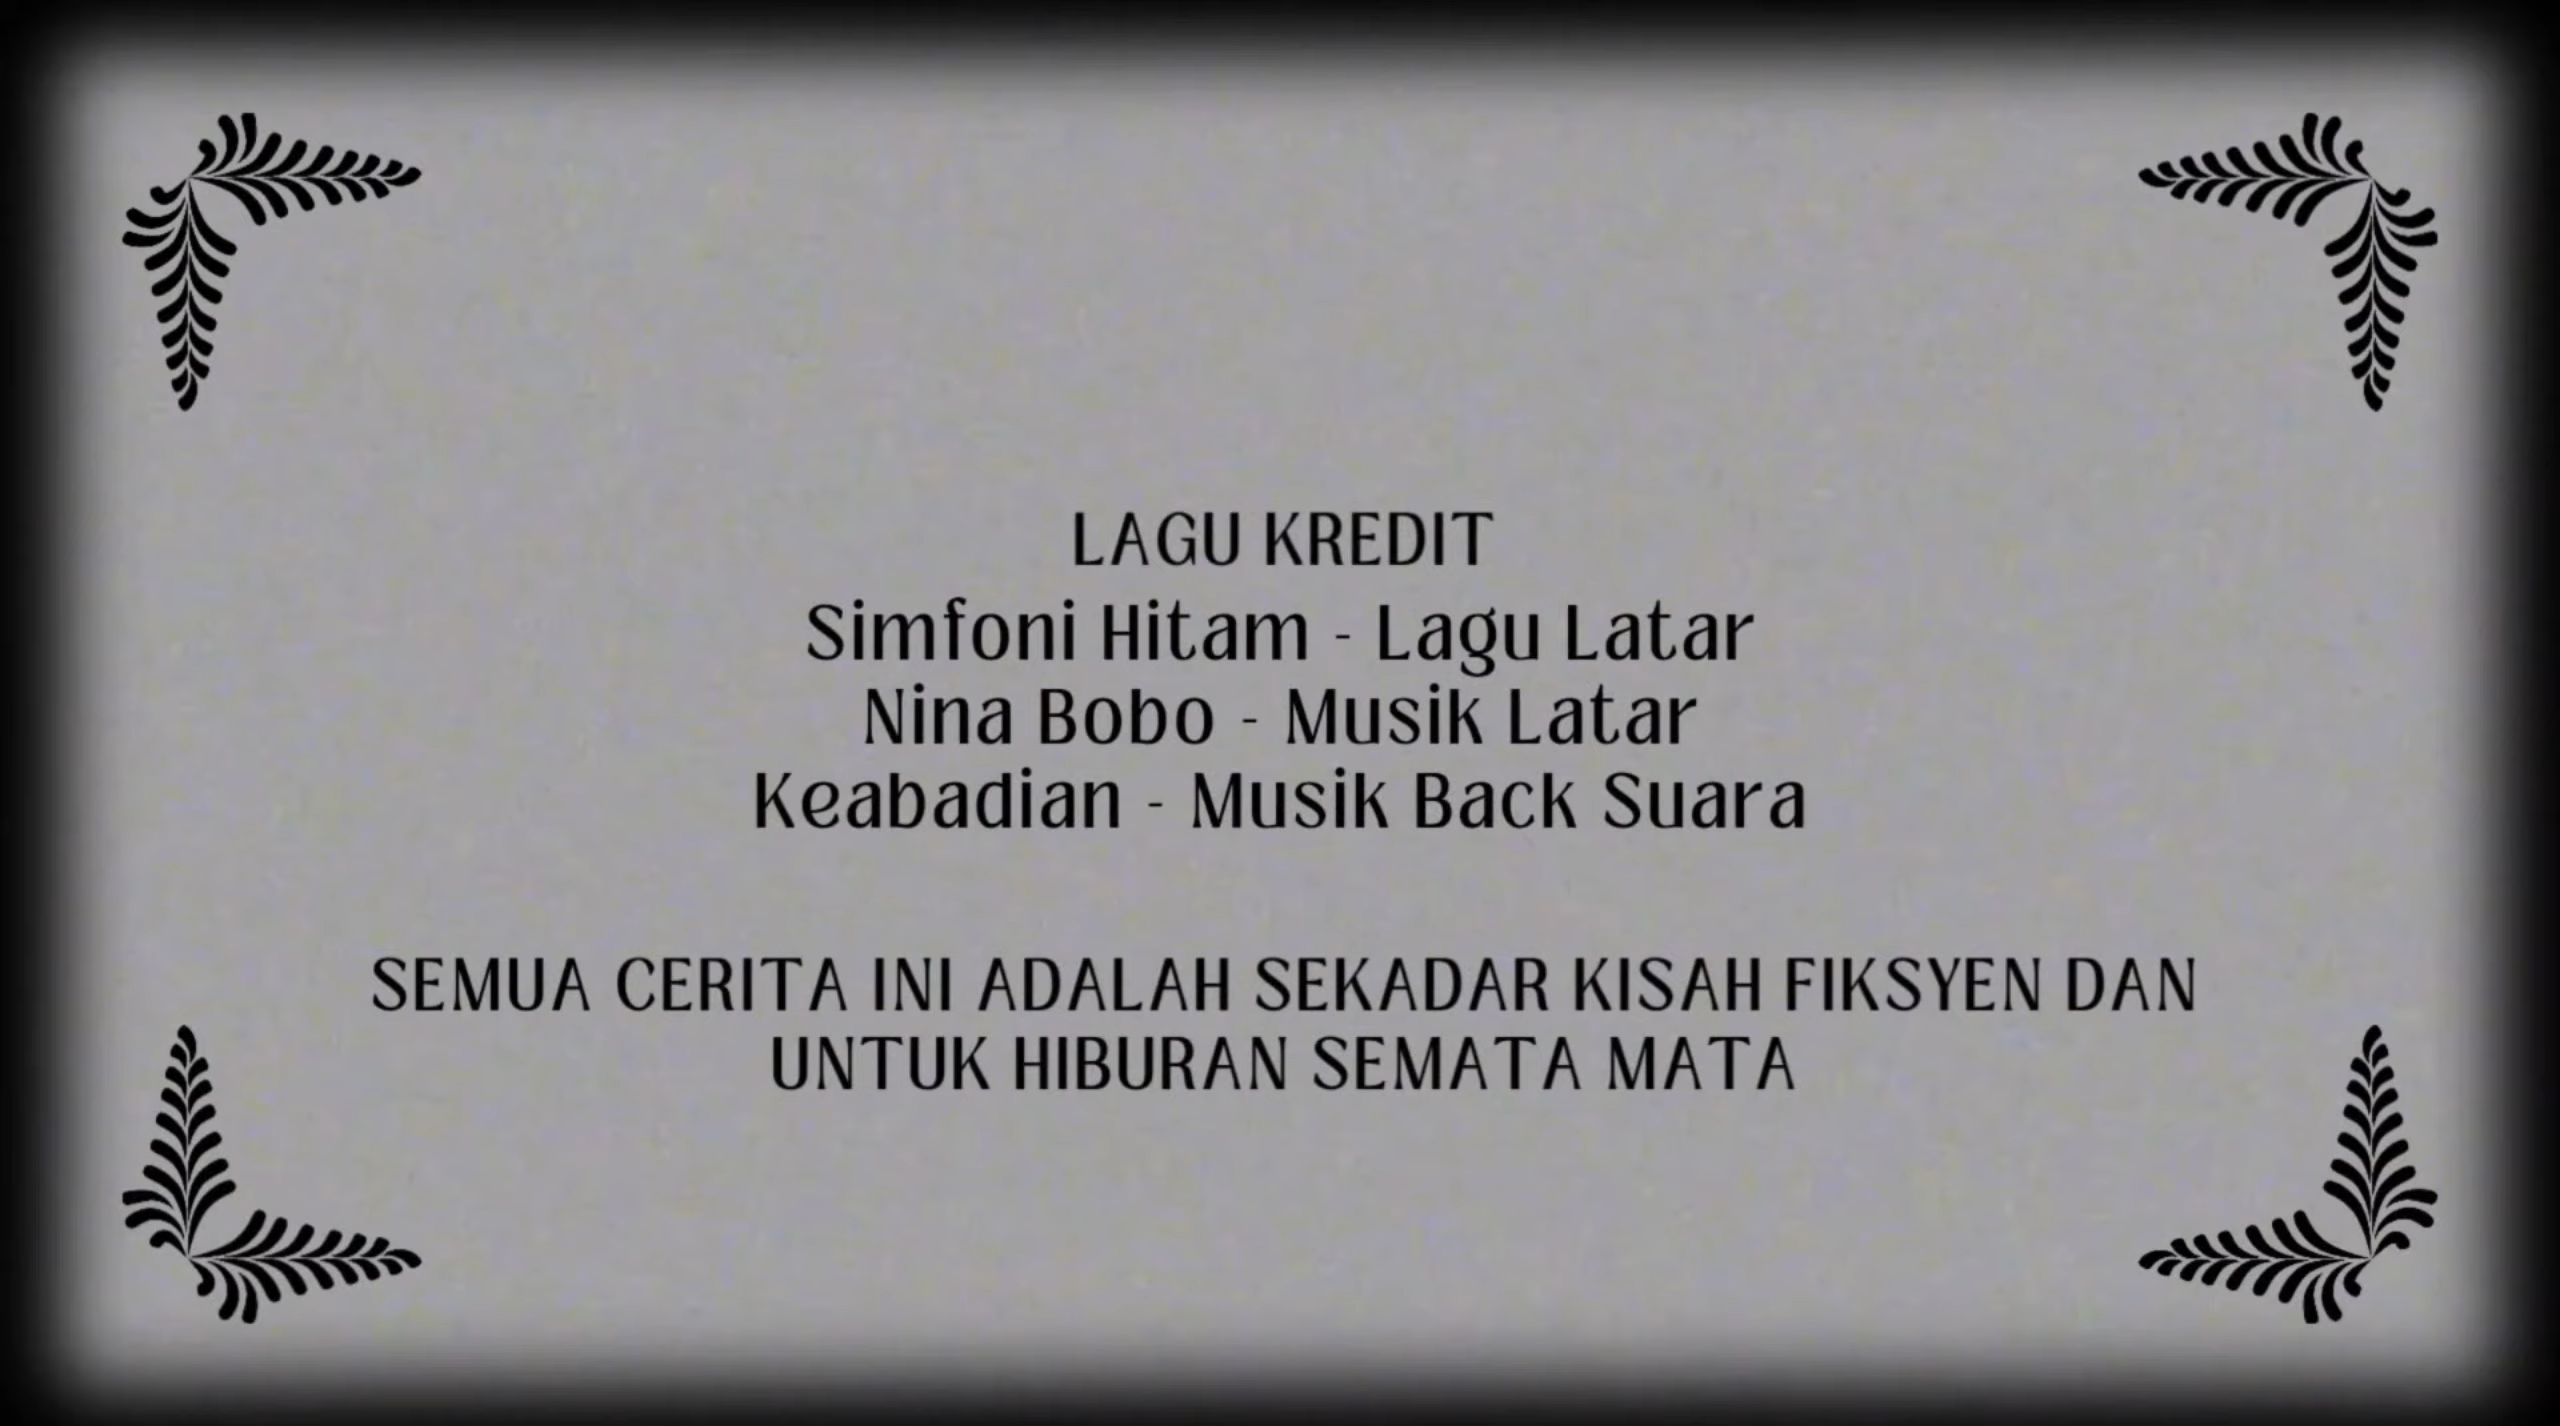 LAGU KREDIT
Simfoni Hitam - Lagu Latar
Nina Bobo - Musik Latar
Keabadian - Musik Back Suara
SEMUA CERITA INI ADALAH SEKADAR KISAH FIKSYEN DAN
UNTUK HIBURAN SEMATA MATA